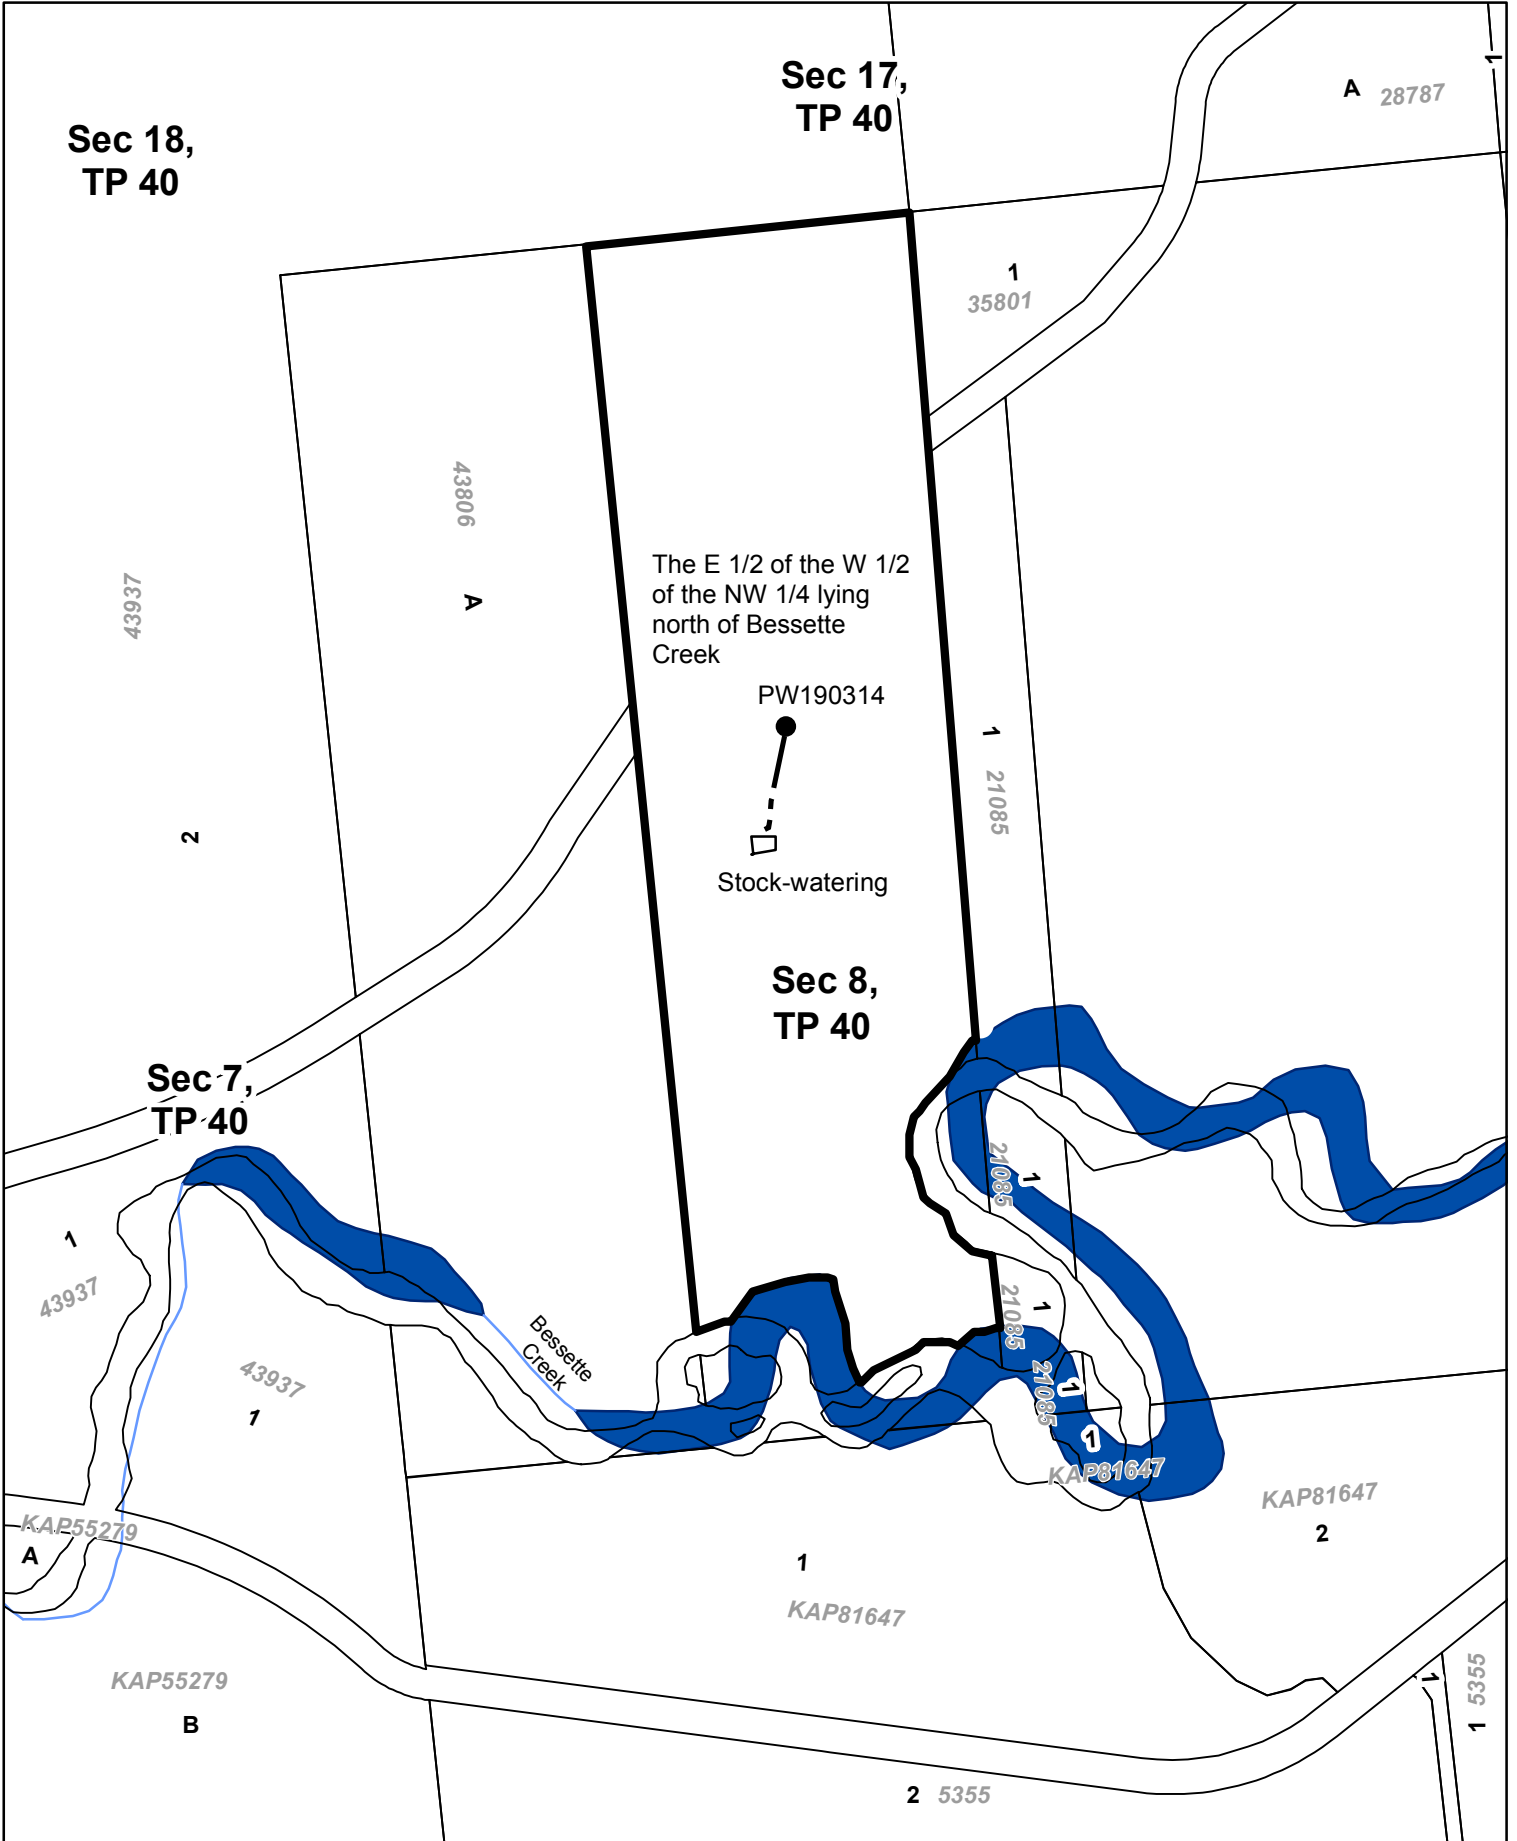 Sec 17,
TP 40
1
A 28787
Sec 18,
TP 40
1
35801
43806
A
43937
2
The E 1/2 of the W 1/2
of the NW 1/4 lying
north of Bessette
Creek
PW190314
Stock-watering
1
21085
Sec 8,
TP 40
Sec 7,
TP 40
1
43937
21085
1
21085
1
Bessette
Creek
43937
1
21085
1
1
KAP81647
KAP81647
2
KAP55279
A
1
KAP81647
KAP55279
B
1
5355
1
2 5355